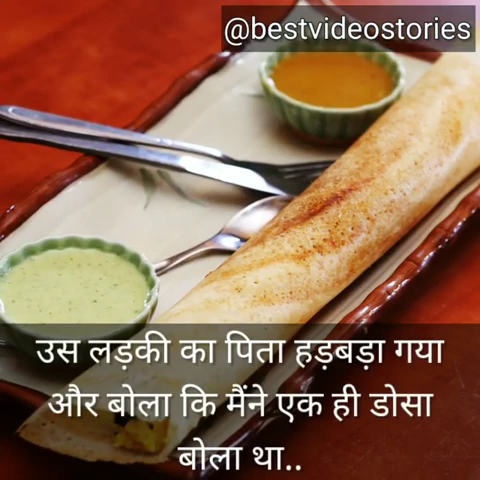 @bestvideostories
उस लड़की का पिता हड़बड़ा गया
और बोला कि मैंने एक ही डोसा
बोला था..